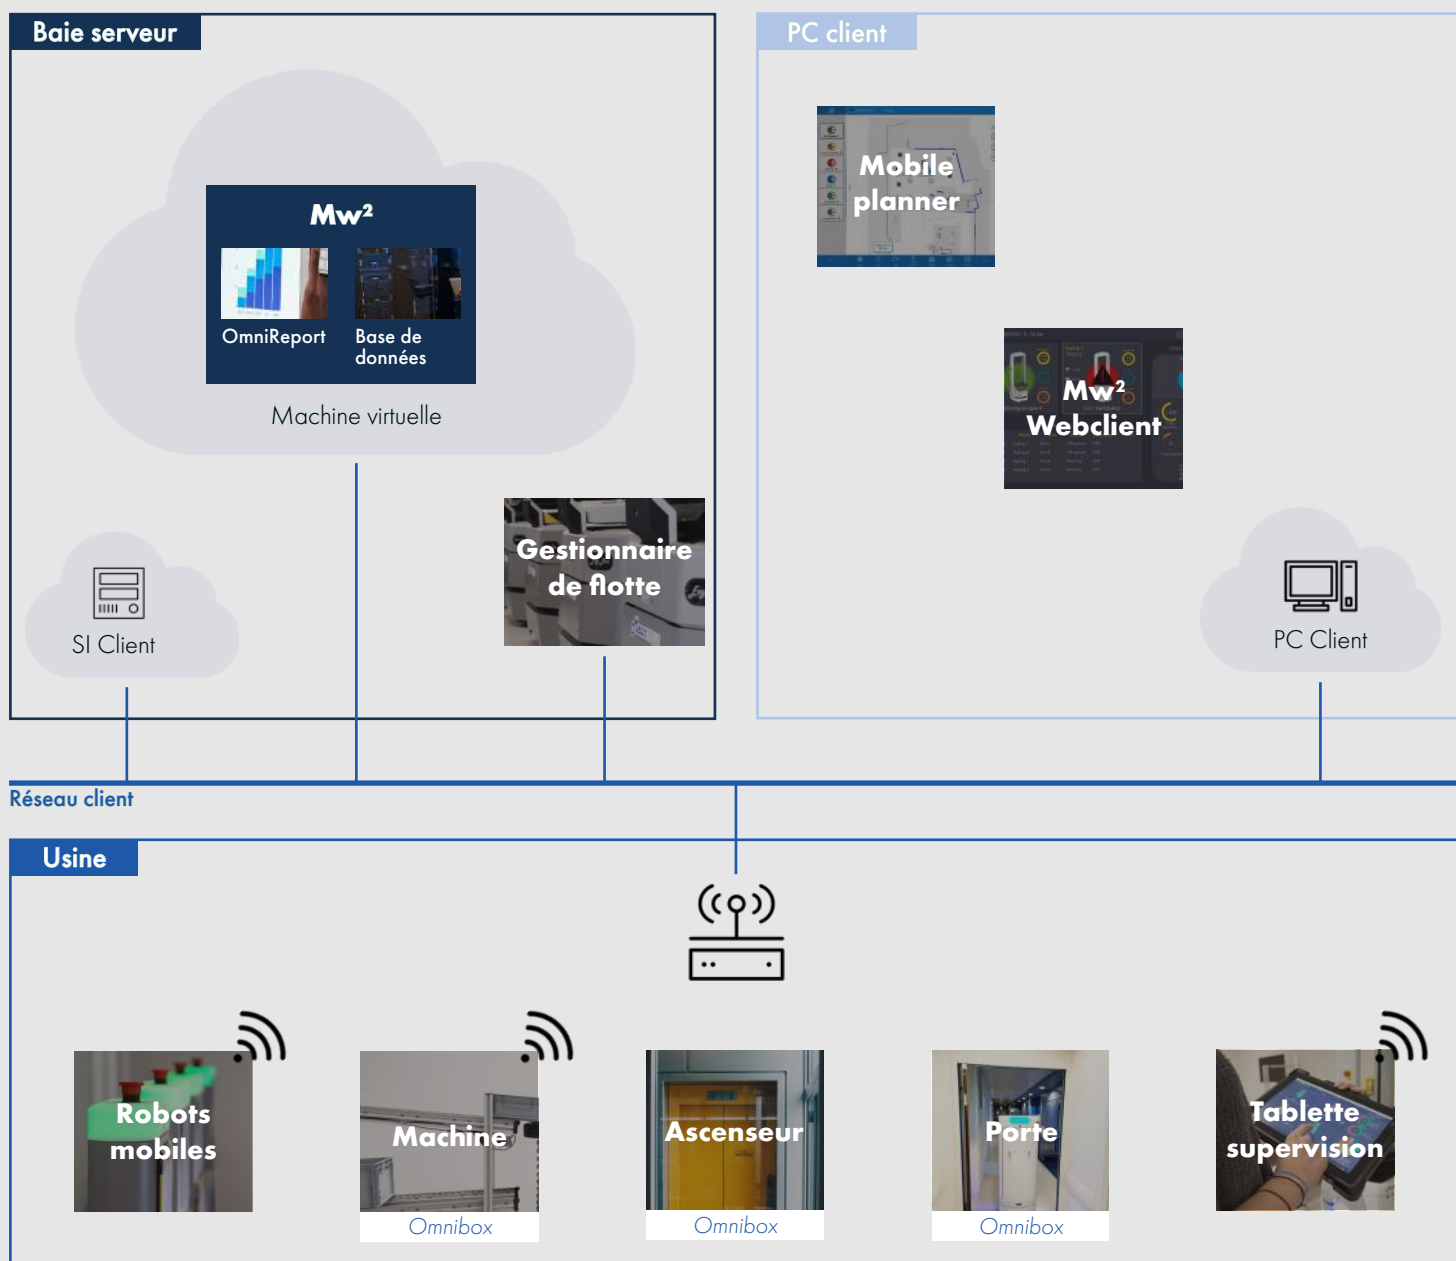 Baie serveur
Mw²
OmniReport
Base de
données
Machine virtuelle
SI Client
Gestionnaire
de flotte
PC client
Mobile
planner
Mw²
Webclient
PC Client
Réseau client
Usine
Robots
mobiles
Machine
Omnibox
Ascenseur
Omnibox
Porte
Omnibox
Tablette
supervision